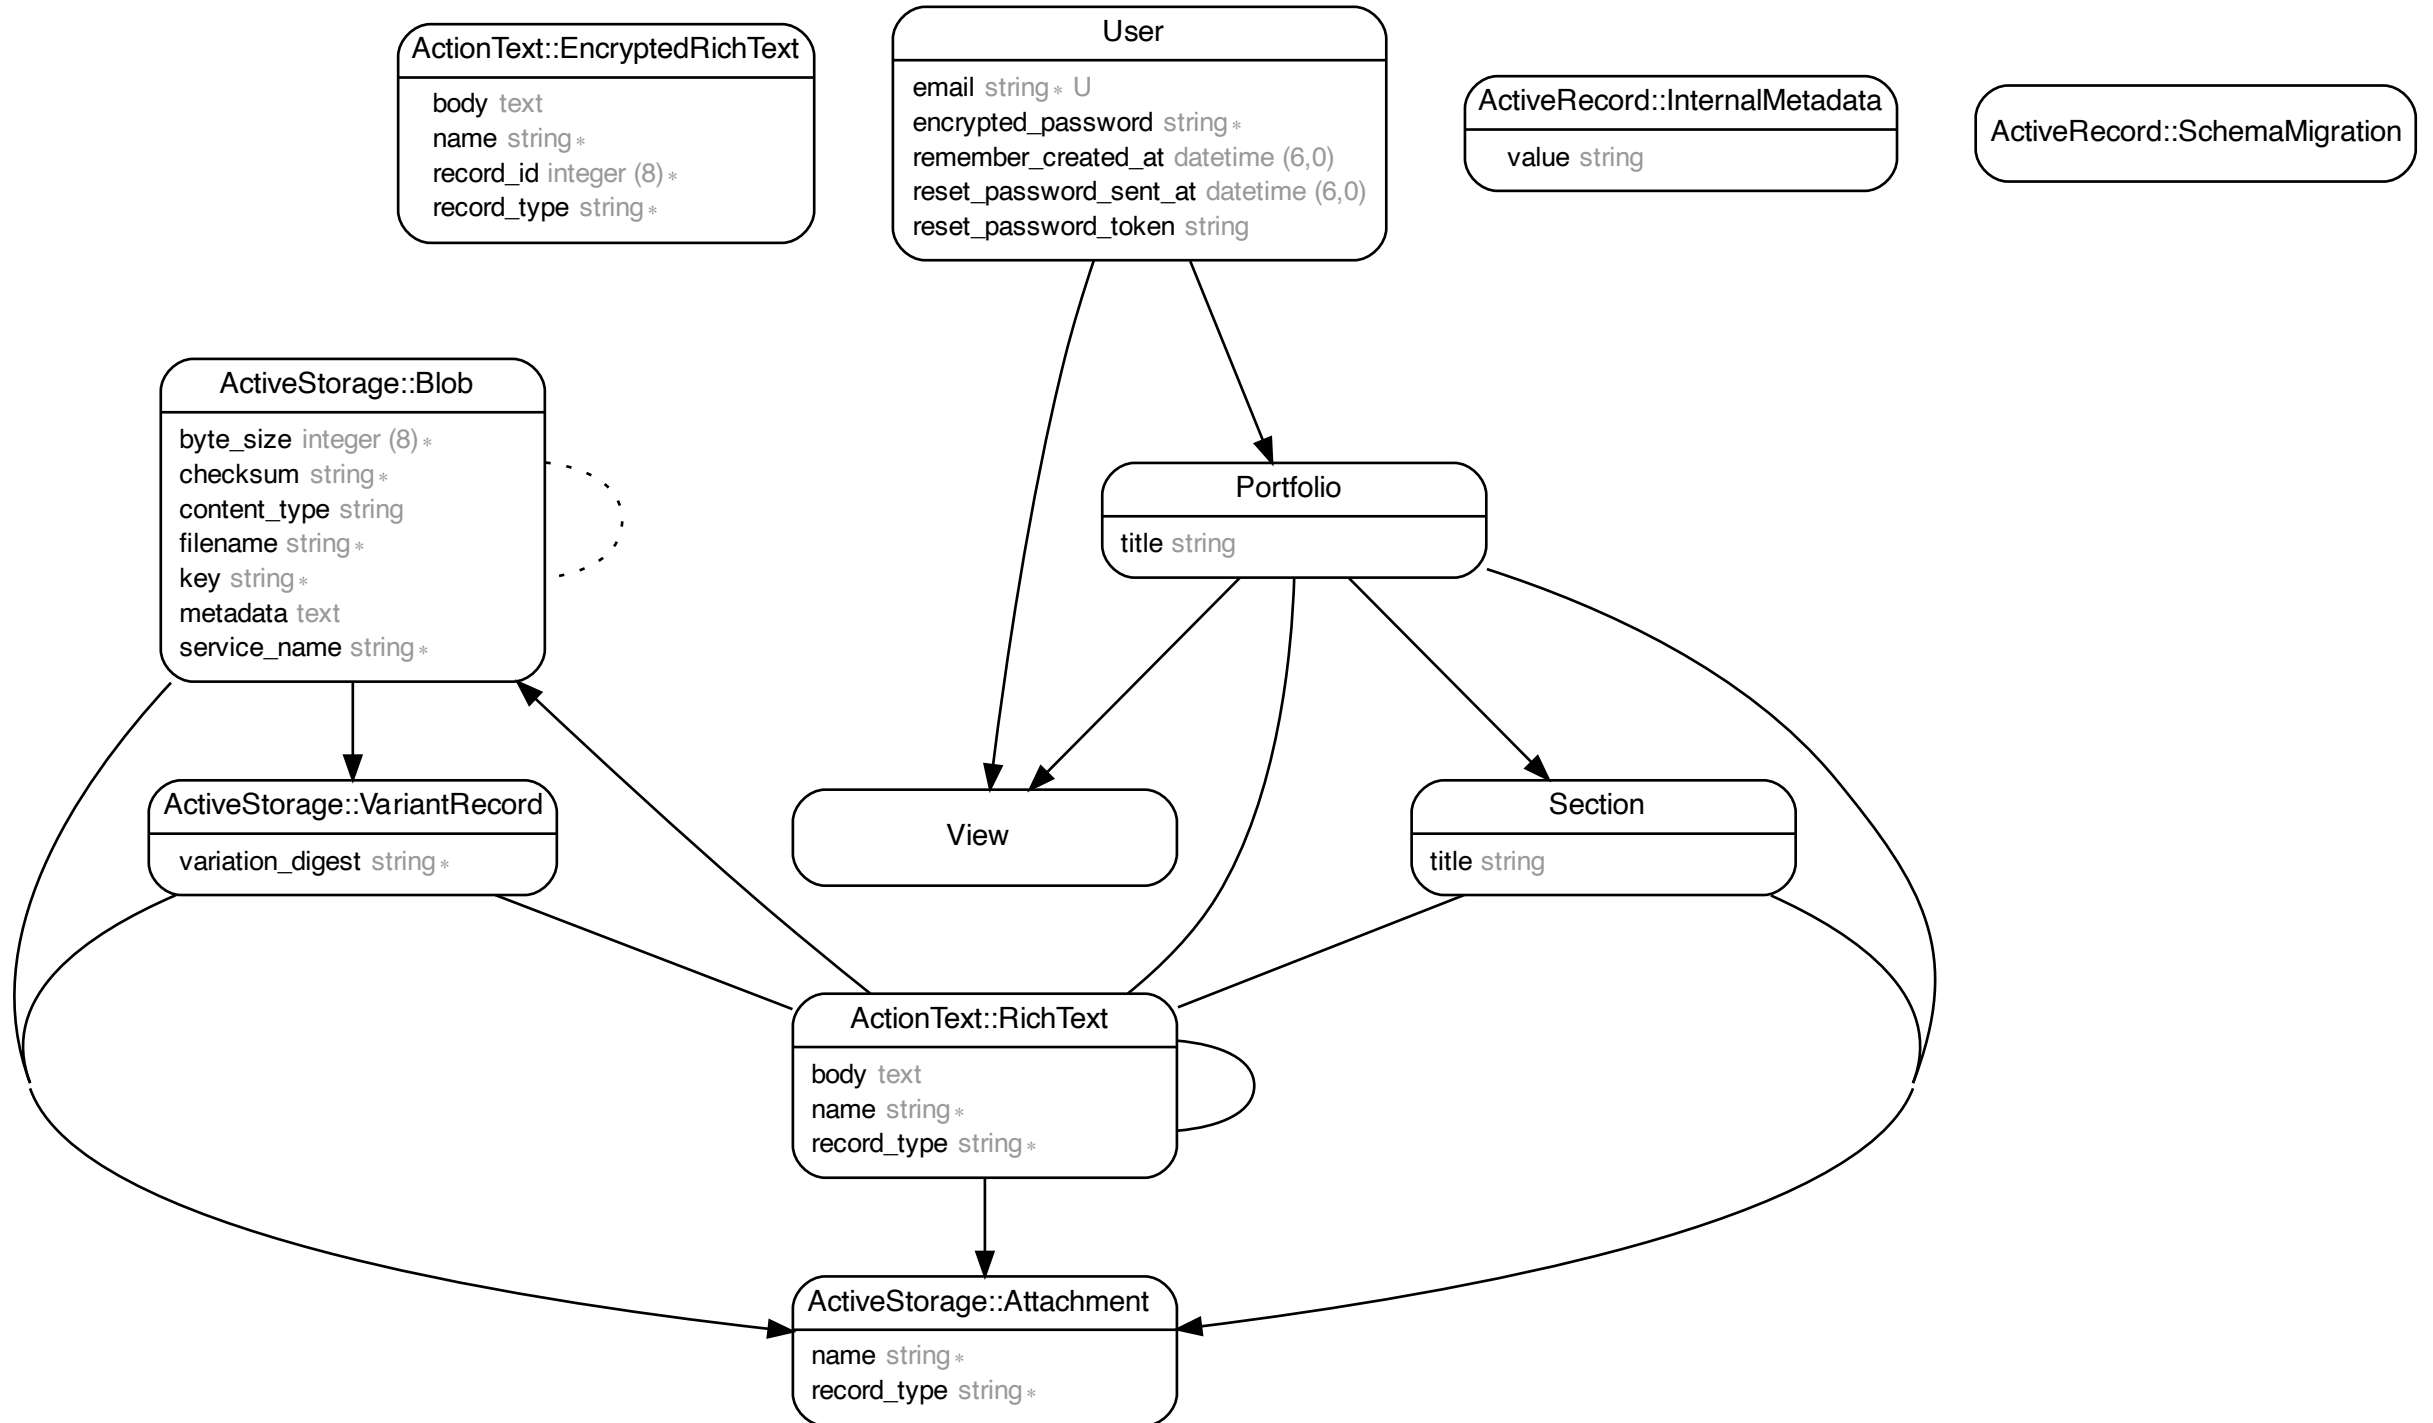 ActionText::EncryptedRichText
body text
name string ∗
record_id integer (8) ∗
record_type string ∗
User
email string ∗ U
encrypted_password string ∗
remember_created_at datetime (6,0)
reset_password_sent_at datetime (6,0)
reset_password_token string
ActiveRecord::InternalMetadata
value string
ActiveRecord::SchemaMigration
ActiveStorage::Blob
byte_size integer (8) ∗
checksum string ∗
content_type string
filename string ∗
key string ∗
metadata text
service_name string ∗
Portfolio
title string
ActiveStorage::VariantRecord
variation_digest string ∗
View
Section
title string
ActionText::RichText
body text
name string ∗
record_type string ∗
ActiveStorage::Attachment
name string ∗
record_type string ∗